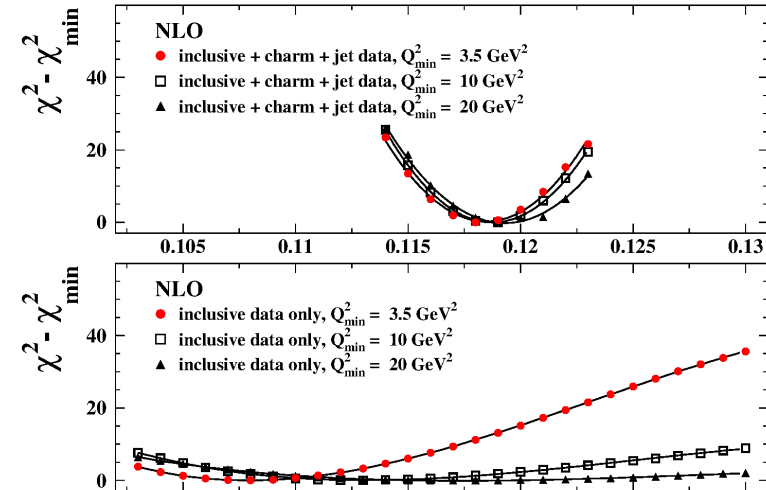 χ² - χ²min
NLO
inclusive + charm + jet data, Q²min = 3.5 GeV²
inclusive + charm + jet data, Q²min = 10 GeV²
inclusive + charm + jet data, Q²min = 20 GeV²
40
20
0
0.105 0.11 0.115 0.12 0.125 0.13
χ² - χ²min
NLO
inclusive data only, Q²min = 3.5 GeV²
inclusive data only, Q²min = 10 GeV²
inclusive data only, Q²min = 20 GeV²
40
20
0